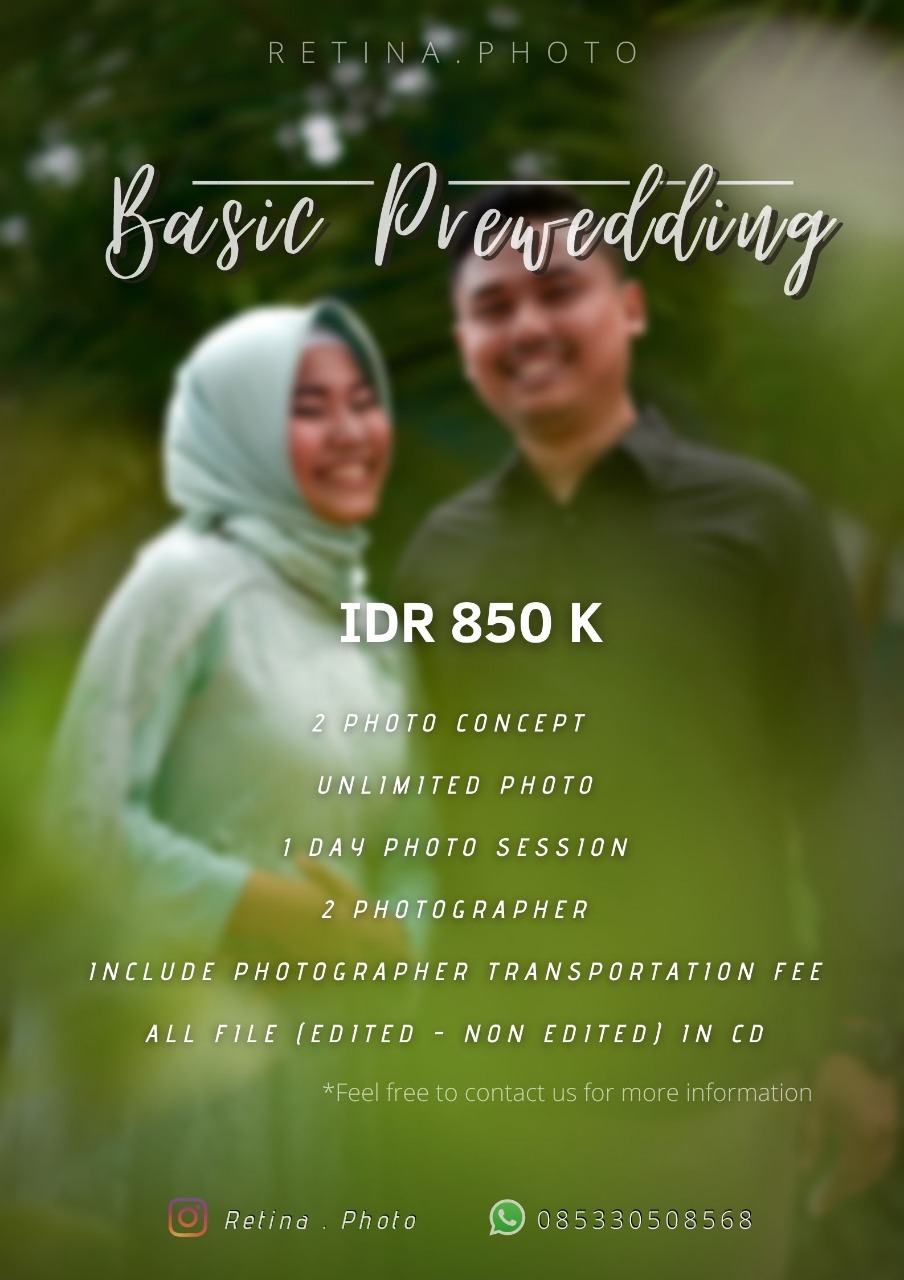 RETINA.PHOTO
Basic Prewedding
IDR 850 K
2 PHOTO CONCEPT
UNLIMITED PHOTO
1 DAY PHOTO SESSION
2 PHOTOGRAPHER
INCLUDE PHOTOGRAPHER TRANSPORTATION FEE
ALL FILE (EDITED - NON EDITED) IN CD
*Feel free to contact us for more information
Retina . Photo 085330508568